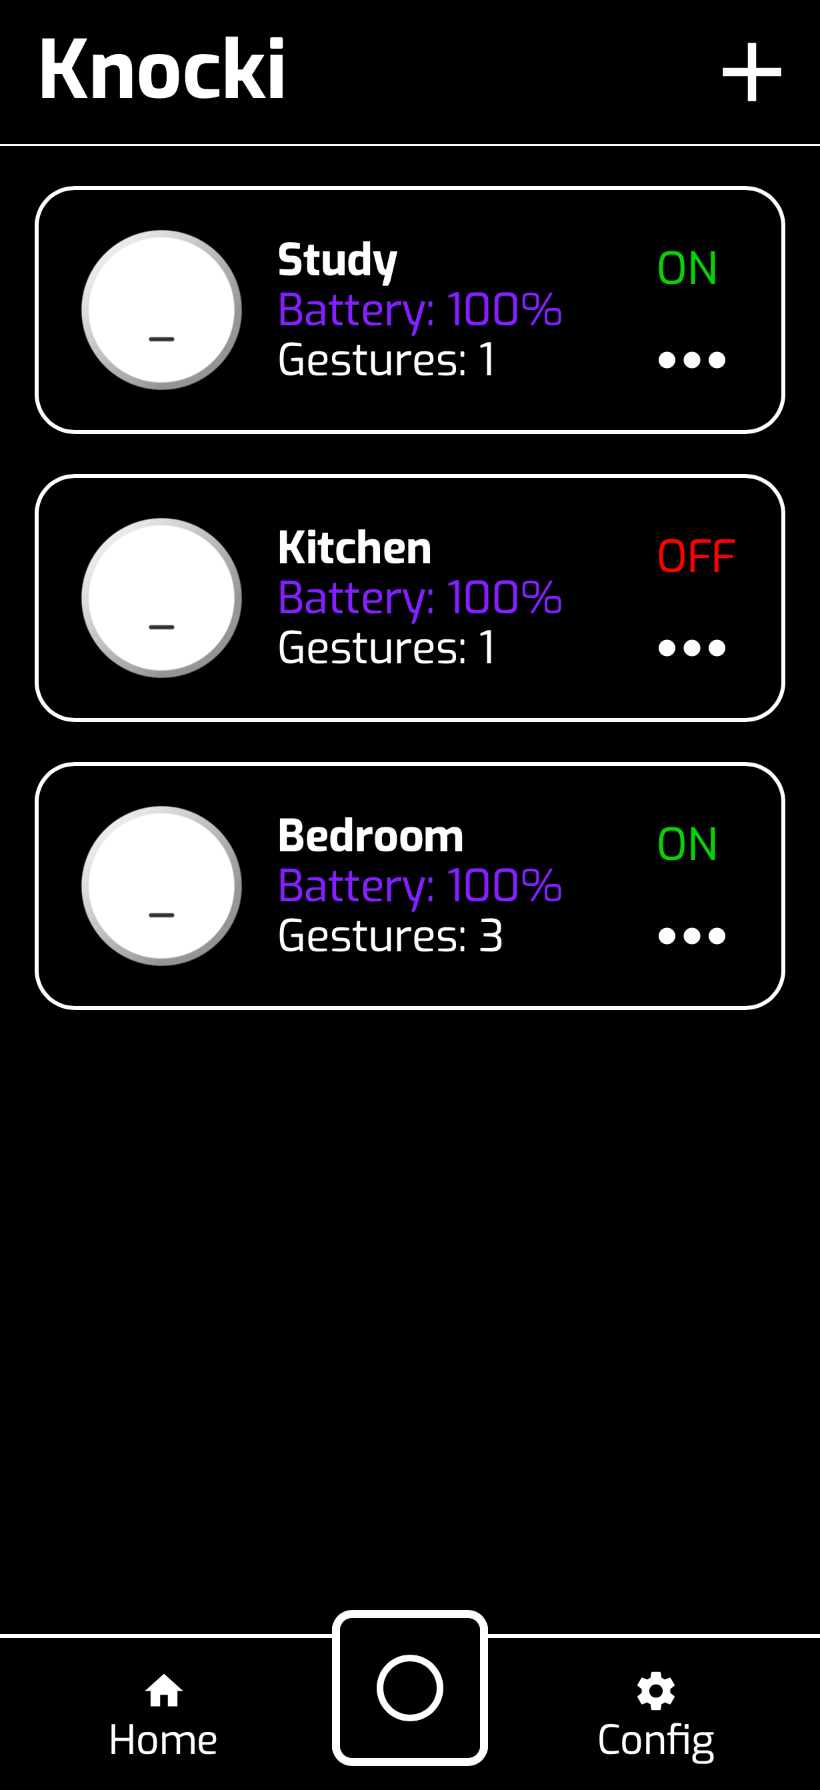 Knocki
Study
ON
Battery: 100%
Gestures: 1
Kitchen
OFF
Battery: 100%
Gestures: 1
Bedroom
ON
Battery: 100%
Gestures: 3
Home
Config